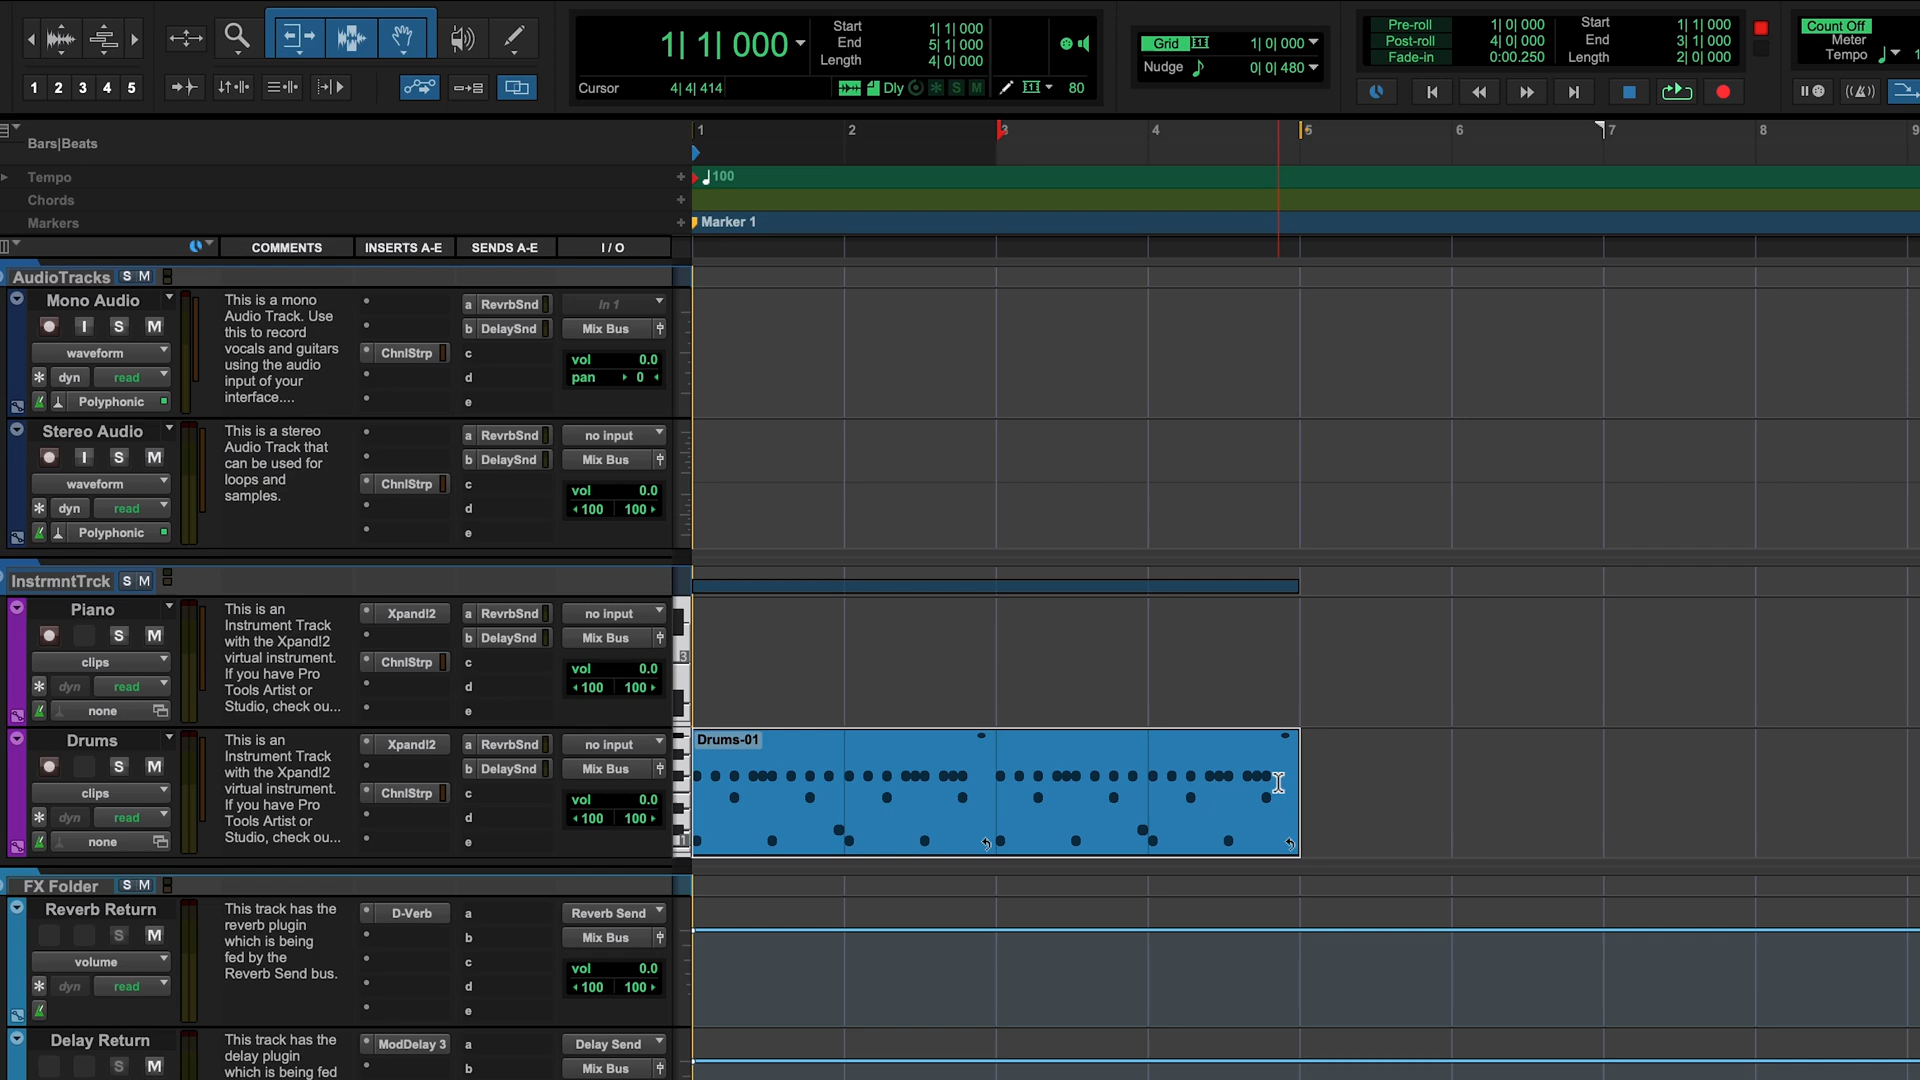 1| 1| 000
Start 1| 1| 000
End 5| 1| 000
Length 4| 0| 000
Cursor 4| 4| 414
Dly S M 80
Grid 1| 0| 000
Nudge 0| 0| 480
Pre-roll 1| 0| 000
Post-roll 4| 0| 000
Fade-in 0:00.250
Start 1| 1| 000
End 3| 1| 000
Length 2| 0| 000
Count Off
Meter
Tempo
1 2 3 4 5
Bars|Beats
1 2 3 4 5 6 7 8 9
Tempo + 100
Chords +
Markers + Marker 1
COMMENTS INSERTS A-E SENDS A-E I / O
AudioTracks S M
Mono Audio
I S M
waveform
dyn read
Polyphonic
This is a mono
Audio Track. Use
this to record
vocals and guitars
using the audio
input of your
interface....
ChnlStrp
a RevrbSnd
b DelaySnd
c
d
e
In 1
Mix Bus
vol 0.0
pan 0
Stereo Audio
I S M
waveform
dyn read
Polyphonic
This is a stereo
Audio Track that
can be used for
loops and
samples.
ChnlStrp
a RevrbSnd
b DelaySnd
c
d
e
no input
Mix Bus
vol 0.0
100 100
InstrmntTrck S M
Piano
S M
clips
dyn read
none
This is an
Instrument Track
with the Xpand!2
virtual instrument.
If you have Pro
Tools Artist or
Studio, check ou...
Xpand!2
ChnlStrp
a RevrbSnd
b DelaySnd
c
d
e
no input
Mix Bus
vol 0.0
100 100
3
Drums
S M
clips
dyn read
none
This is an
Instrument Track
with the Xpand!2
virtual instrument.
If you have Pro
Tools Artist or
Studio, check ou...
Xpand!2
ChnlStrp
a RevrbSnd
b DelaySnd
c
d
e
no input
Mix Bus
vol 0.0
100 100
1
Drums-01
FX Folder S M
Reverb Return
S M
volume
dyn read
This track has the
reverb plugin
which is being
fed by the
Reverb Send bus.
D-Verb
a
b
c
d
e
Reverb Send
Mix Bus
vol 0.0
100 100
Delay Return
S M
This track has the
delay plugin
which is being fed
ModDelay 3
a
b
Delay Send
Mix Bus